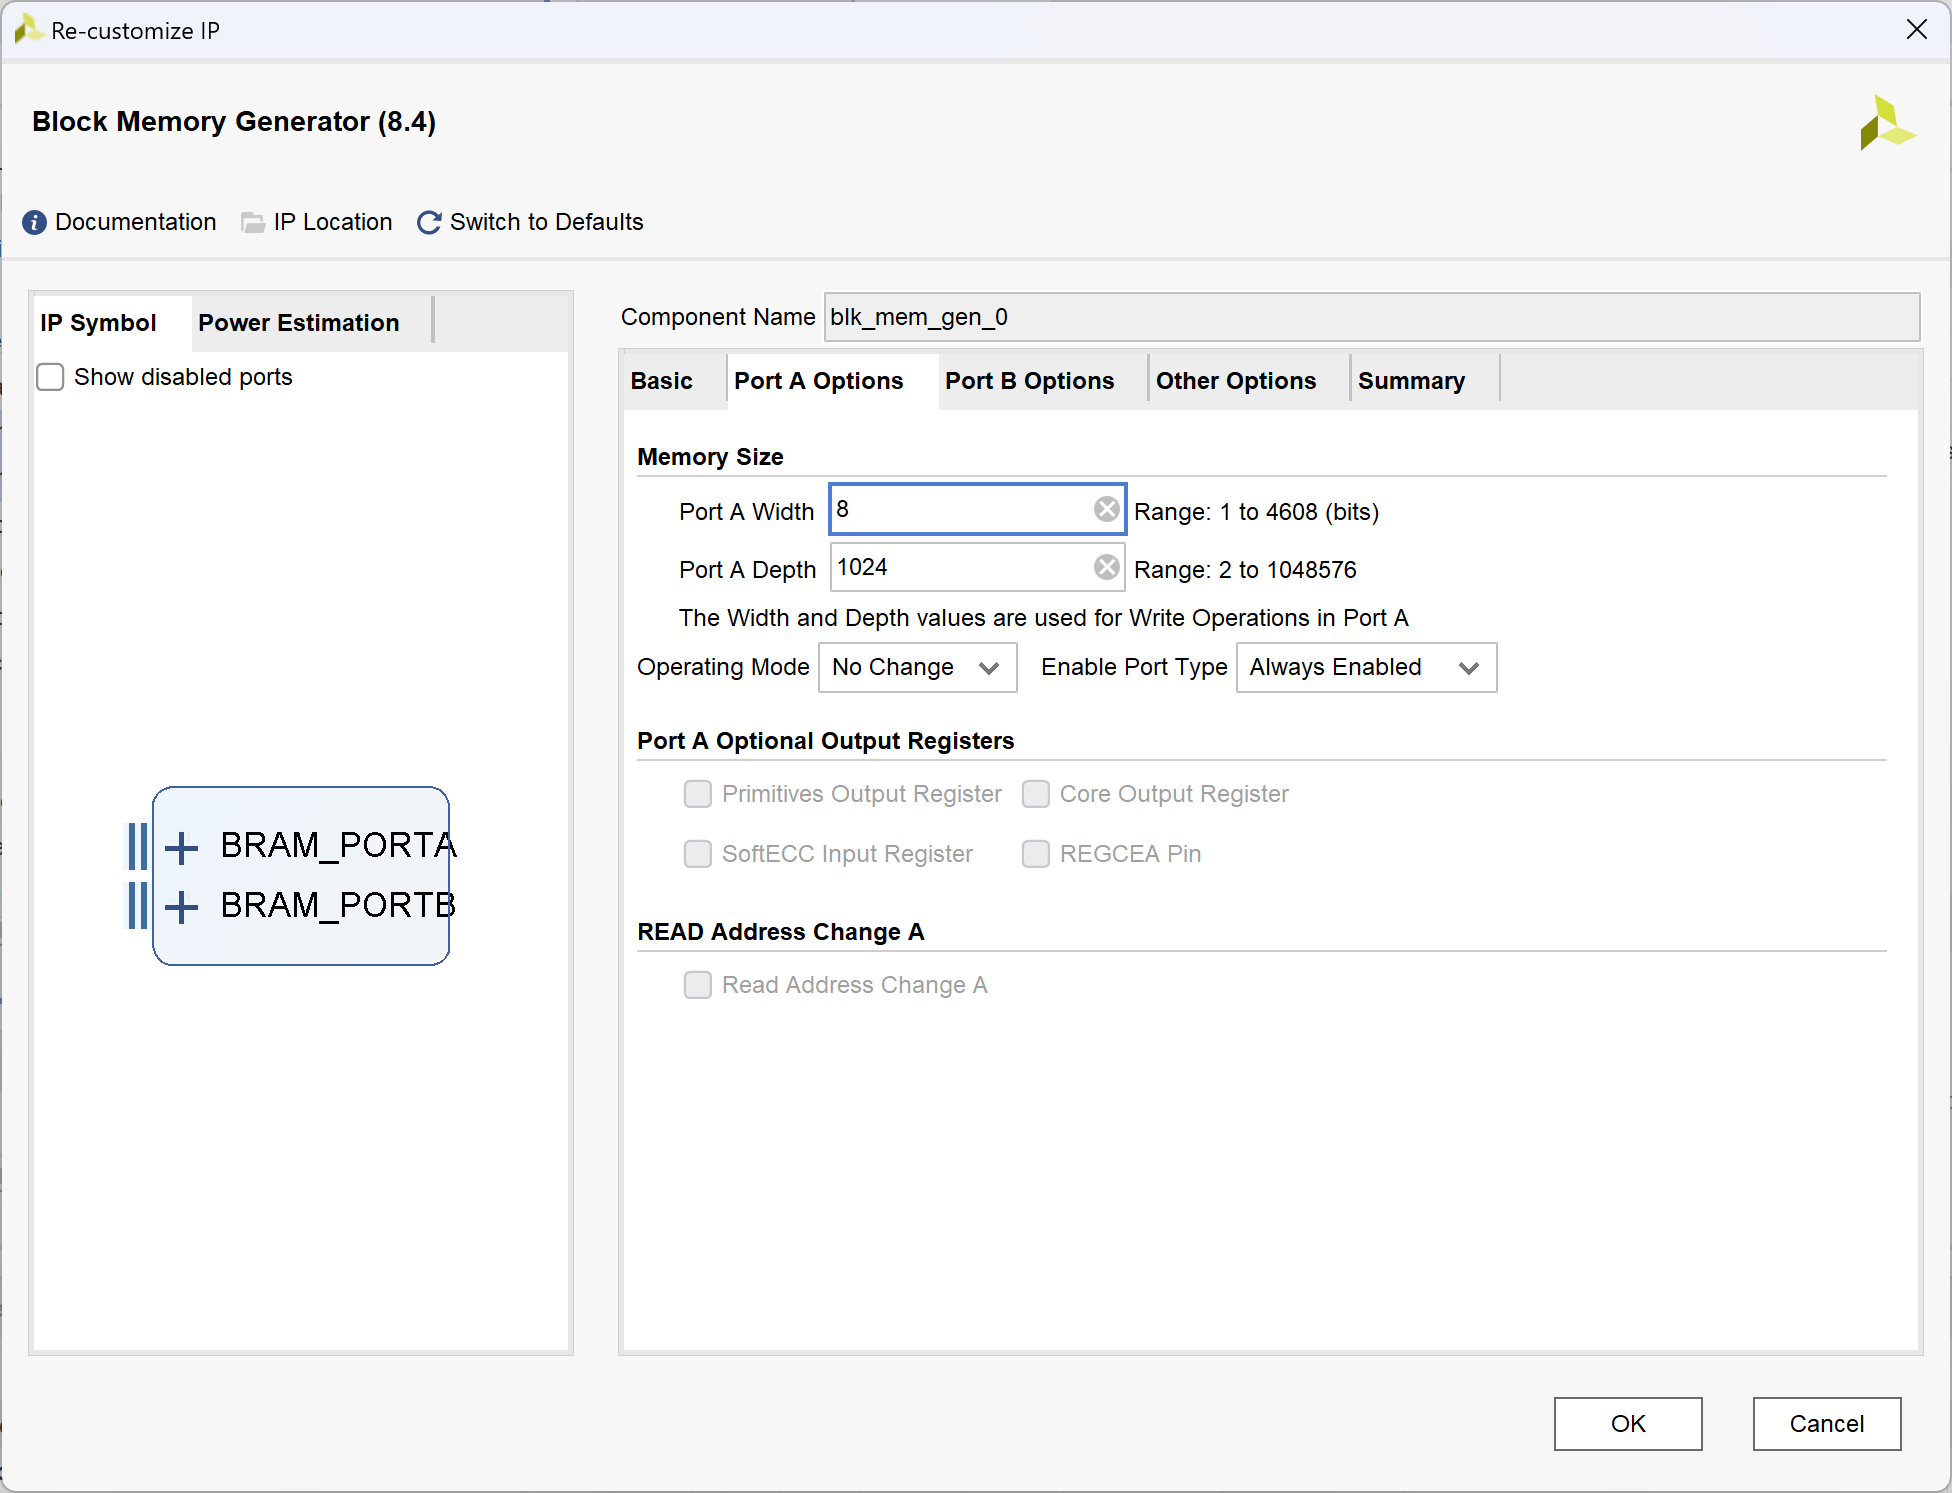 Re-customize IP
Block Memory Generator (8.4)
Documentation IP Location Switch to Defaults
IP Symbol Power Estimation
Show disabled ports
BRAM_PORTA
BRAM_PORTB
Component Name blk_mem_gen_0
Basic Port A Options Port B Options Other Options Summary
Memory Size
Port A Width 8 Range: 1 to 4608 (bits)
Port A Depth 1024 Range: 2 to 1048576
The Width and Depth values are used for Write Operations in Port A
Operating Mode No Change Enable Port Type Always Enabled
Port A Optional Output Registers
Primitives Output Register Core Output Register
SoftECC Input Register REGCEA Pin
READ Address Change A
Read Address Change A
OK Cancel